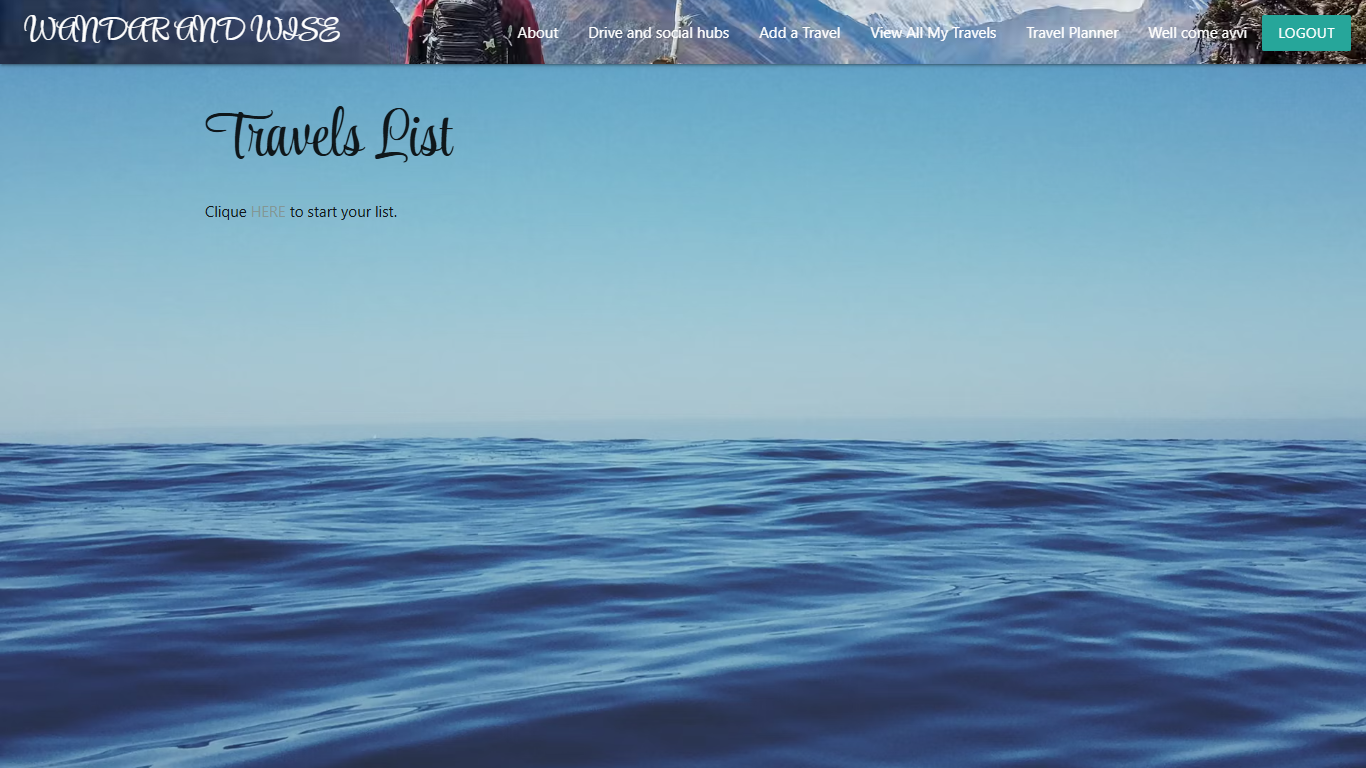 WANDAR AND WISE
About Drive and social hubs Add a Travel View All My Travels Travel Planner Well come avvi LOGOUT
Travels List
Clique HERE to start your list.